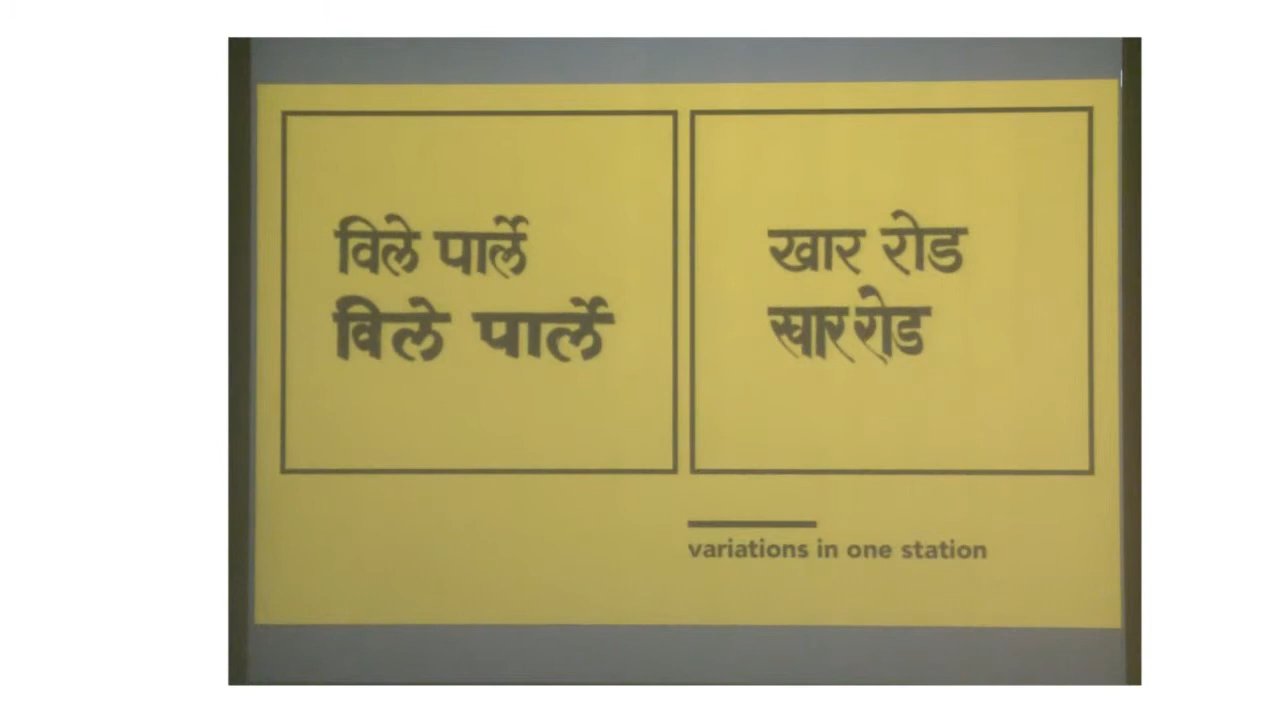 विले पार्ले
विले पार्ले
खार रोड
खार रोड
variations in one station